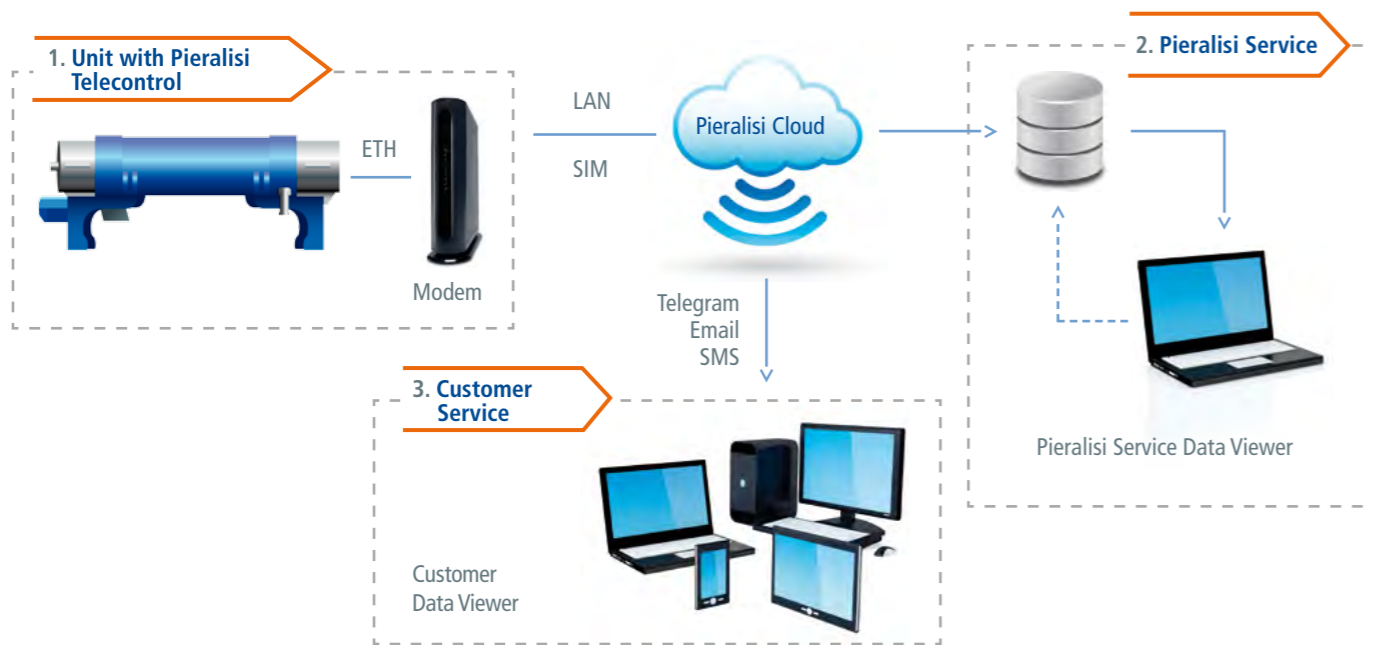 1. Unit with Pieralisi
Telecontrol
ETH
Modem
LAN
SIM
Pieralisi Cloud
2. Pieralisi Service
Pieralisi Service Data Viewer
Telegram
Email
SMS
3. Customer
Service
Customer
Data Viewer